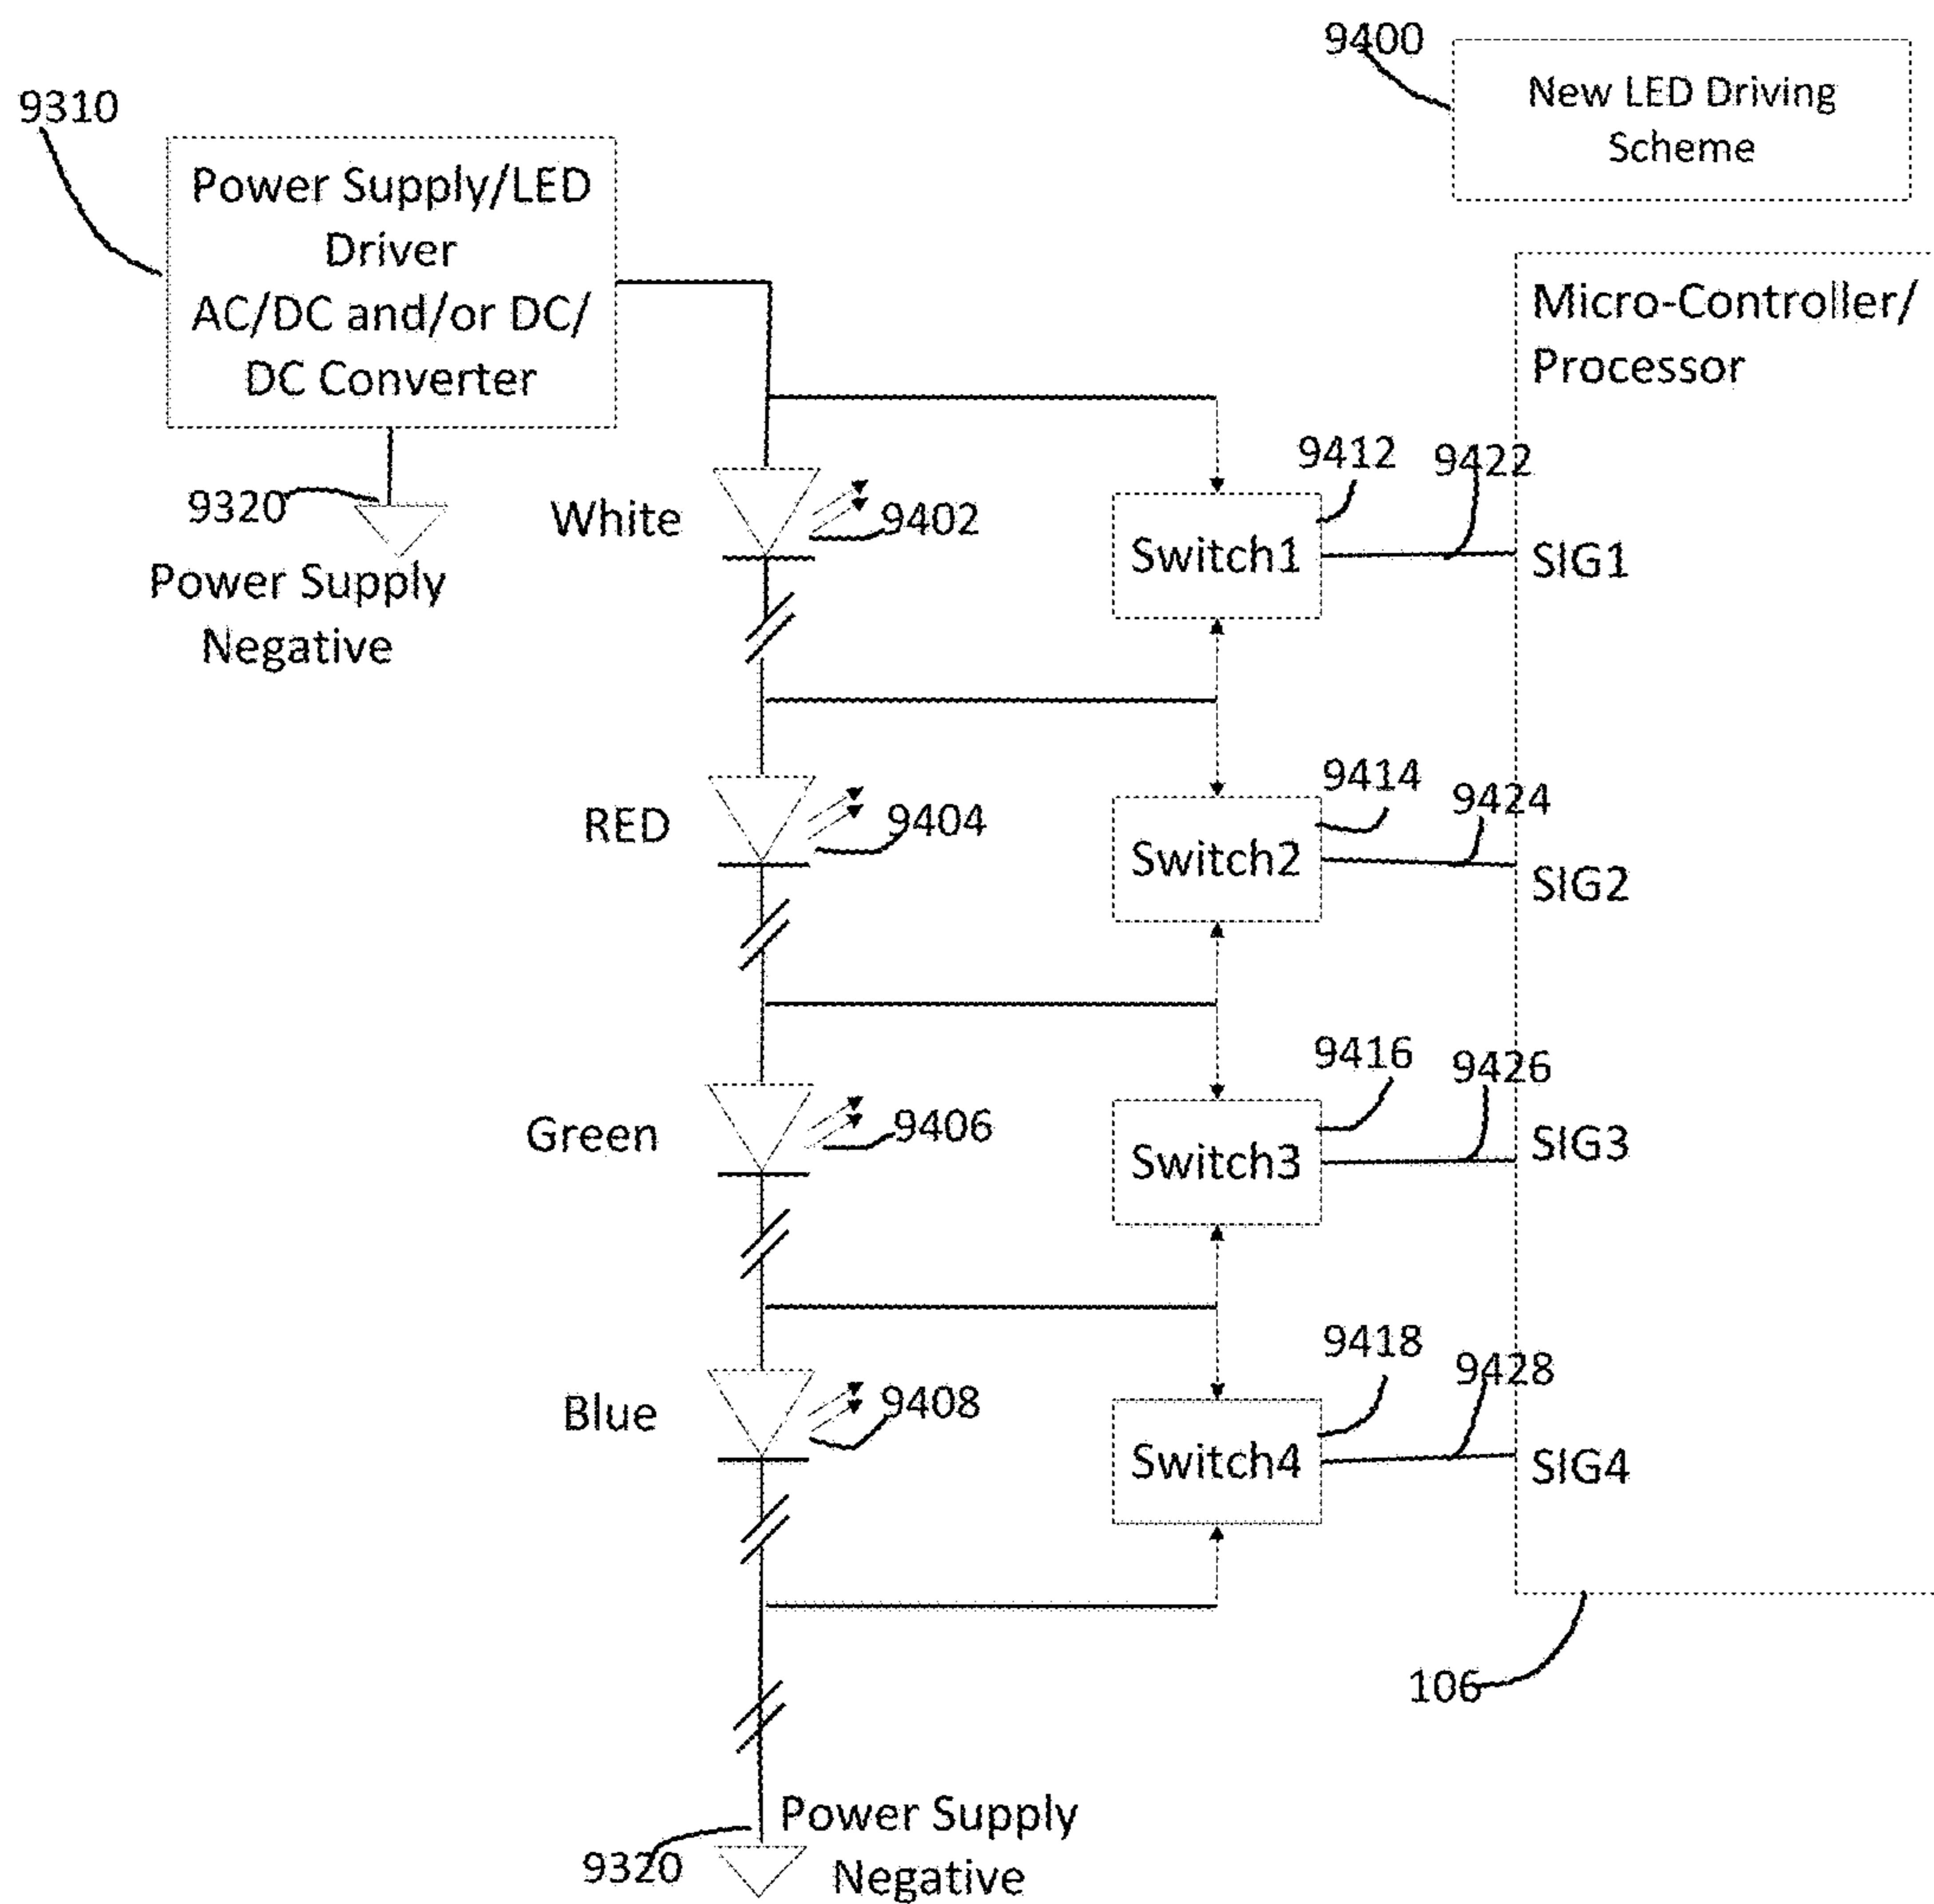 9400
New LED Driving
Scheme
9310
Power Supply/LED
Driver
AC/DC and/or DC/
DC Converter
Micro-Controller/
Processor
9320
Power Supply
Negative
White
9402
9412
9422
Switch1
SIG1
RED
9404
9414
9424
Switch2
SIG2
Green
9406
9416
9426
Switch3
SIG3
Blue
9408
9418
9428
Switch4
SIG4
106
Power Supply
Negative
9320